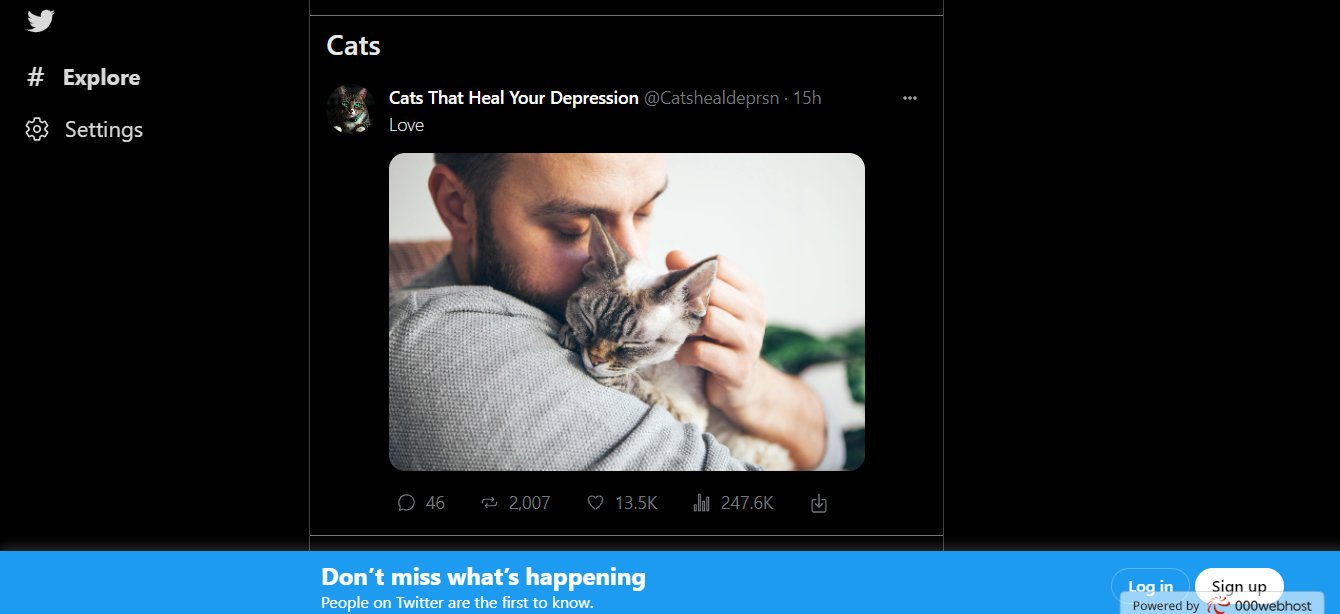 Cats
# Explore
Settings
Cats That Heal Your Depression @Catshealdeprsn · 15h
Love
46 2,007 13.5K 247.6K
Don’t miss what’s happening
People on Twitter are the first to know.
Log in Sign up
Powered by 000webhost